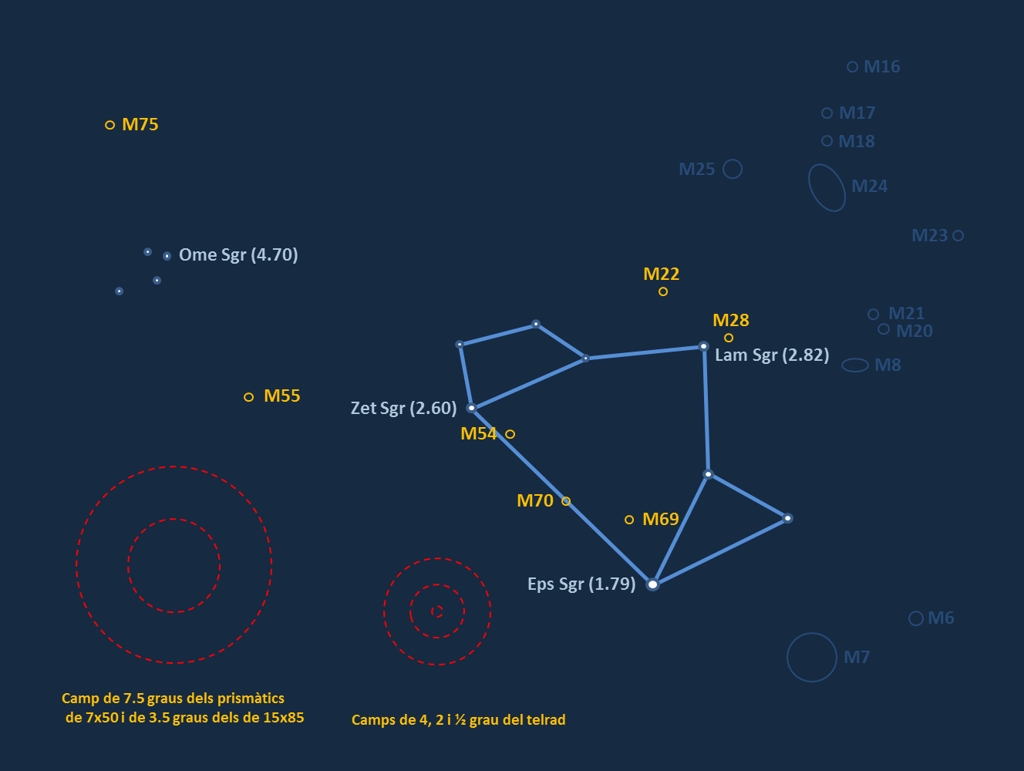 M16
M17
M75
M18
M25
M24
M23
Ome Sgr (4.70)
M22
M21
M28
M20
Lam Sgr (2.82)
M8
M55
Zet Sgr (2.60)
M54
M70
M69
Eps Sgr (1.79)
M6
M7
Camp de 7.5 graus dels prismàtics
de 7x50 i de 3.5 graus dels de 15x85
Camps de 4, 2 i ½ grau del telrad